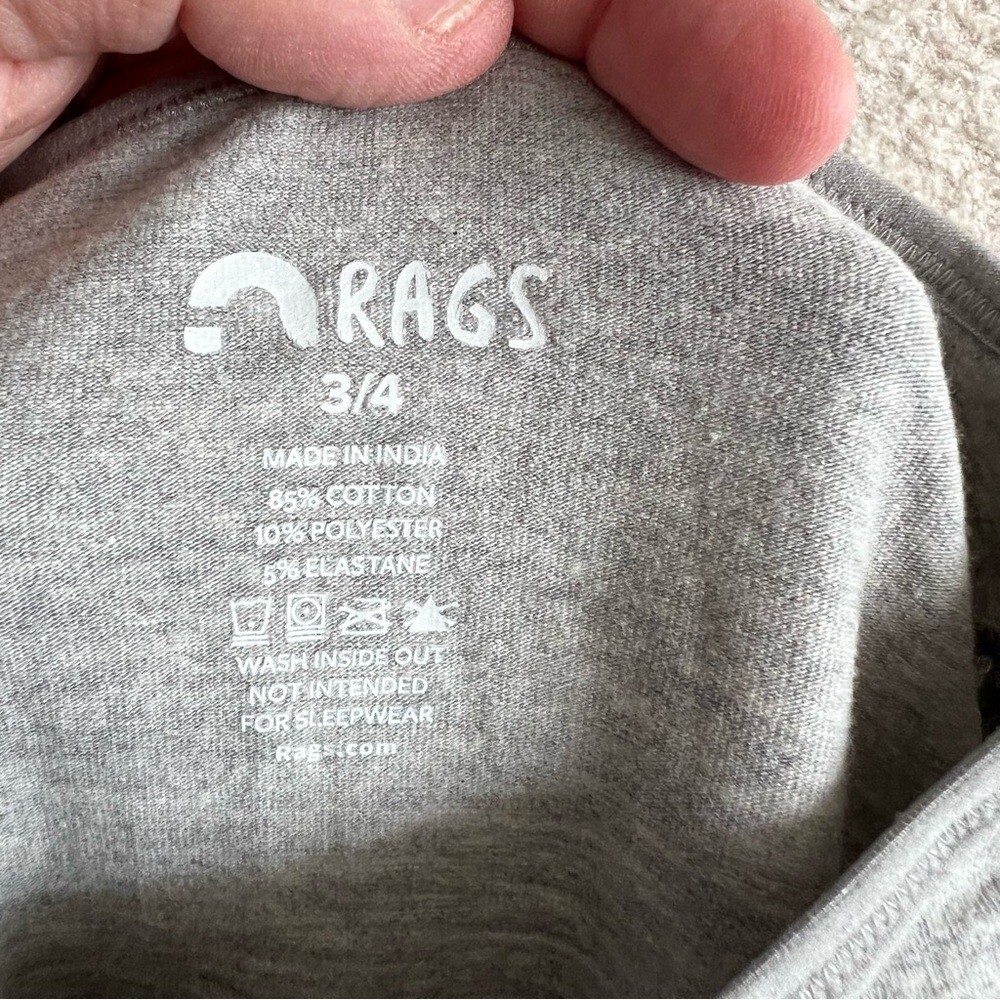 RAGS
3/4
MADE IN INDIA
85% COTTON
10% POLYESTER
5% ELASTANE
WASH INSIDE OUT
NOT INTENDED
FOR SLEEPWEAR
Rags.com